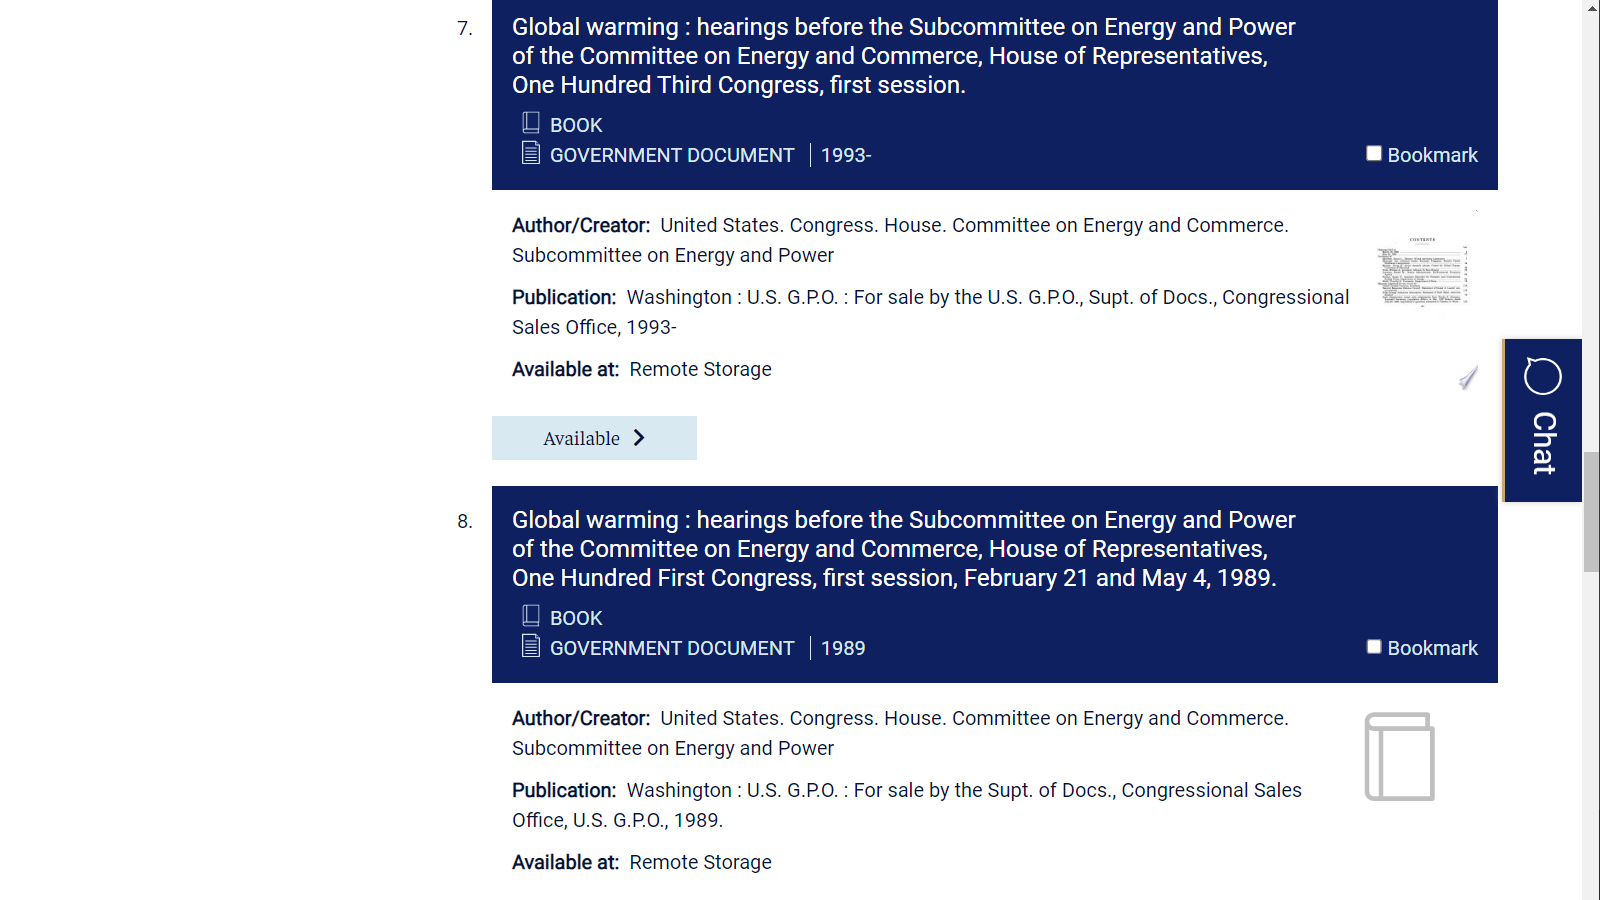 7.
Global warming : hearings before the Subcommittee on Energy and Power
of the Committee on Energy and Commerce, House of Representatives,
One Hundred Third Congress, first session.
BOOK
GOVERNMENT DOCUMENT | 1993-
Bookmark
Author/Creator: United States. Congress. House. Committee on Energy and Commerce.
Subcommittee on Energy and Power
Publication: Washington : U.S. G.P.O. : For sale by the U.S. G.P.O., Supt. of Docs., Congressional
Sales Office, 1993-
Available at: Remote Storage
CONTENTS
Available
Chat
8.
Global warming : hearings before the Subcommittee on Energy and Power
of the Committee on Energy and Commerce, House of Representatives,
One Hundred First Congress, first session, February 21 and May 4, 1989.
BOOK
GOVERNMENT DOCUMENT | 1989
Bookmark
Author/Creator: United States. Congress. House. Committee on Energy and Commerce.
Subcommittee on Energy and Power
Publication: Washington : U.S. G.P.O. : For sale by the Supt. of Docs., Congressional Sales
Office, U.S. G.P.O., 1989.
Available at: Remote Storage